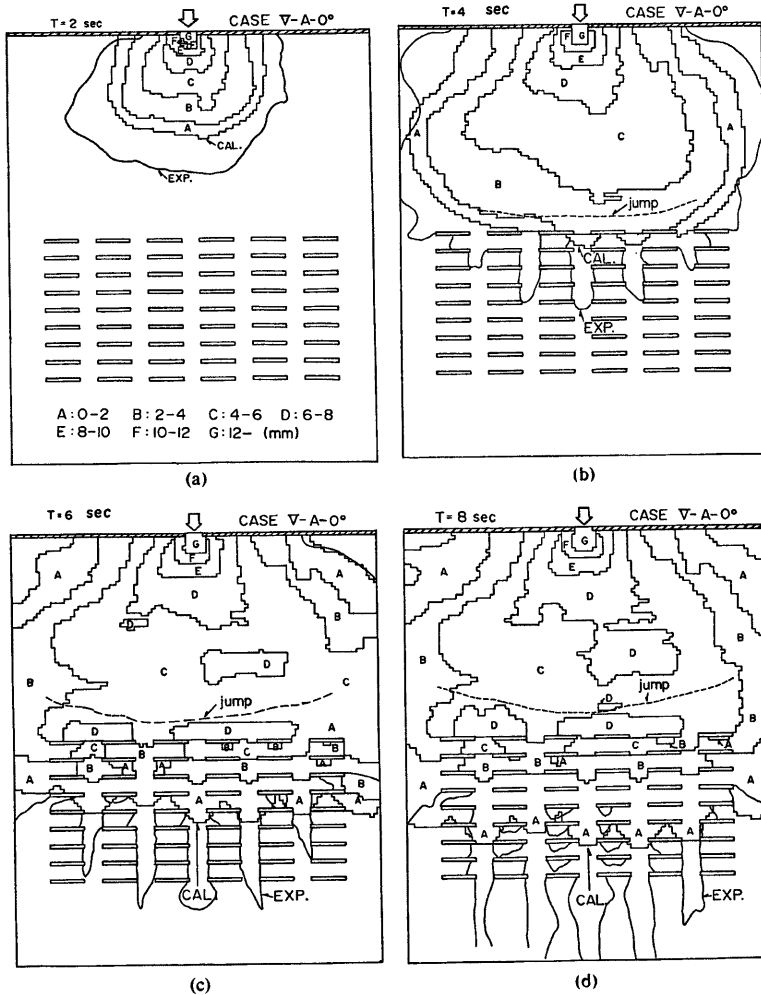 T=2 sec CASE ∇-A-0°
G
F
E
D
C
B
A
CAL.
EXP.
A:0-2 B:2-4 C:4-6 D:6-8
E:8-10 F:10-12 G:12- (mm)
(a)
T=4 sec CASE ∇-A-0°
F G
E
D
A C A
B
jump
CAL.
EXP.
(b)
T=6 sec CASE ∇-A-0°
G
F
A E A
D
B
D
C D
B C
jump
D D A
C B B C B
B A A B A
A B
A A A
CAL. EXP.
(c)
T=8 sec CASE ∇-A-0°
F G
E
A D A
B
B C D
D jump
D D B
C C B A
B A B
A A
A A A A A
CAL. EXP.
(d)